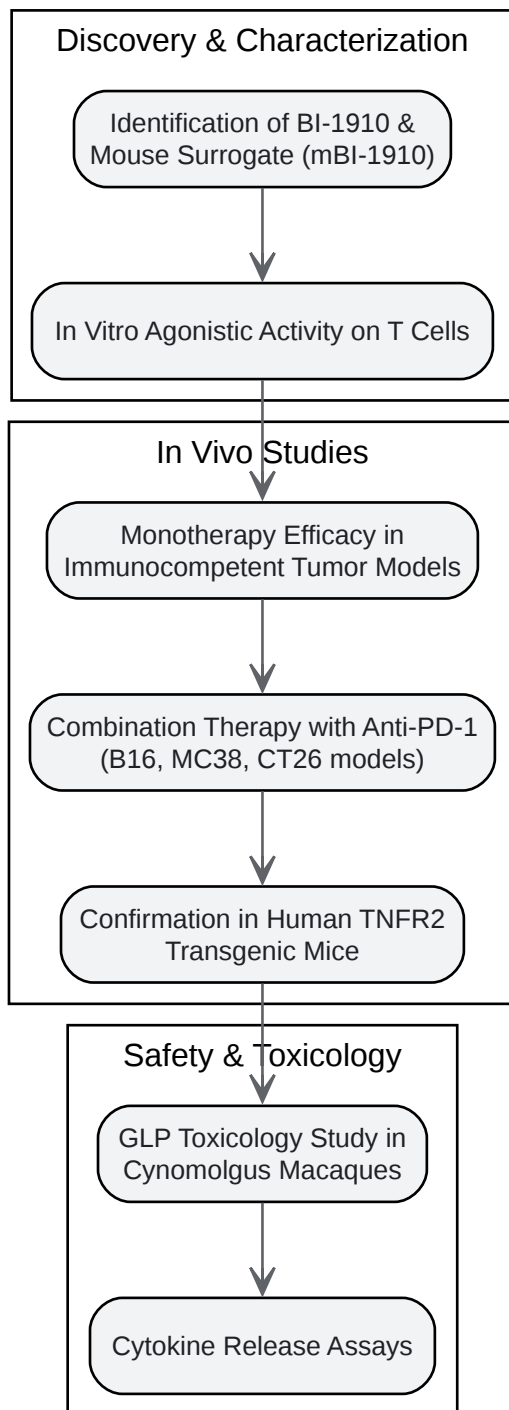 Discovery & Characterization
Identification of BI-1910 &
Mouse Surrogate (mBI-1910)
In Vitro Agonistic Activity on T Cells
In Vivo Studies
Monotherapy Efficacy in
Immunocompetent Tumor Models
Combination Therapy with Anti-PD-1
(B16, MC38, CT26 models)
Confirmation in Human TNFR2
Transgenic Mice
Safety & Toxicology
GLP Toxicology Study in
Cynomolgus Macaques
Cytokine Release Assays